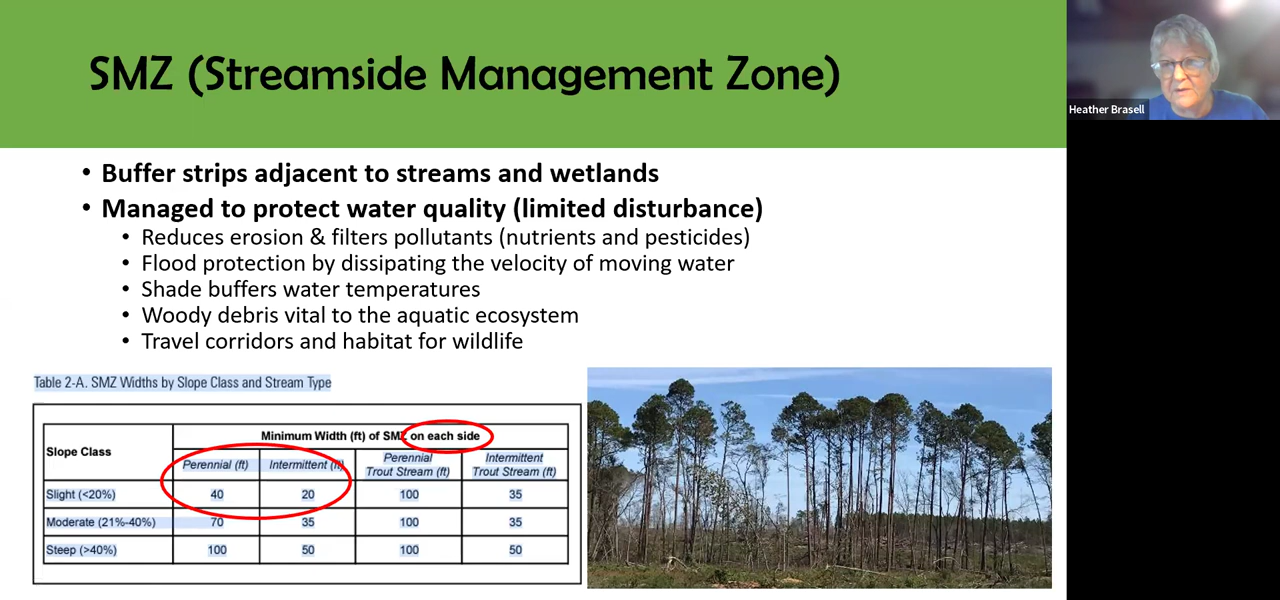 SMZ (Streamside Management Zone)
Heather Brasell
• Buffer strips adjacent to streams and wetlands
• Managed to protect water quality (limited disturbance)
• Reduces erosion & filters pollutants (nutrients and pesticides)
• Flood protection by dissipating the velocity of moving water
• Shade buffers water temperatures
• Woody debris vital to the aquatic ecosystem
• Travel corridors and habitat for wildlife
Table 2-A. SMZ Widths by Slope Class and Stream Type
Slope Class
Minimum Width (ft) of SMZ on each side
Perennial (ft) Intermittent (ft) Perennial Trout Stream (ft) Intermittent Trout Stream (ft)
Slight (<20%) 40 20 100 35
Moderate (21%-40%) 70 35 100 35
Steep (>40%) 100 50 100 50